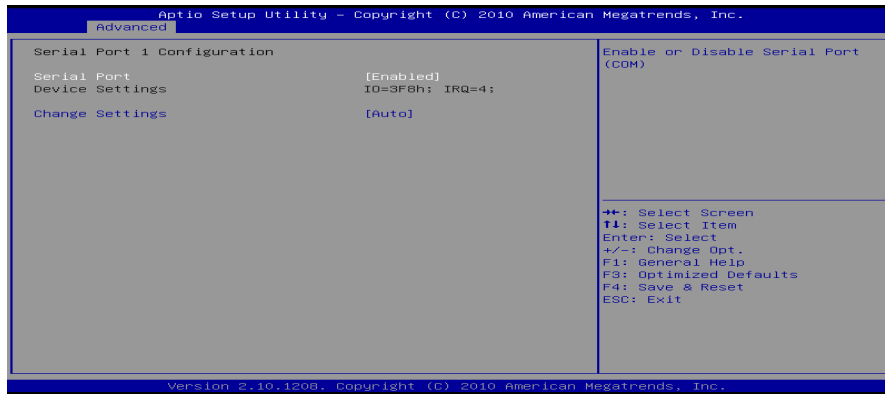 Aptio Setup Utility – Copyright (C) 2010 American Megatrends, Inc.
Advanced
Serial Port 1 Configuration
Serial Port [Enabled]
Device Settings IO=3F8h; IRQ=4;
Change Settings [Auto]
Enable or Disable Serial Port
(COM)
→←: Select Screen
↑↓: Select Item
Enter: Select
+/-: Change Opt.
F1: General Help
F3: Optimized Defaults
F4: Save & Reset
ESC: Exit
Version 2.10.1208. Copyright (C) 2010 American Megatrends, Inc.